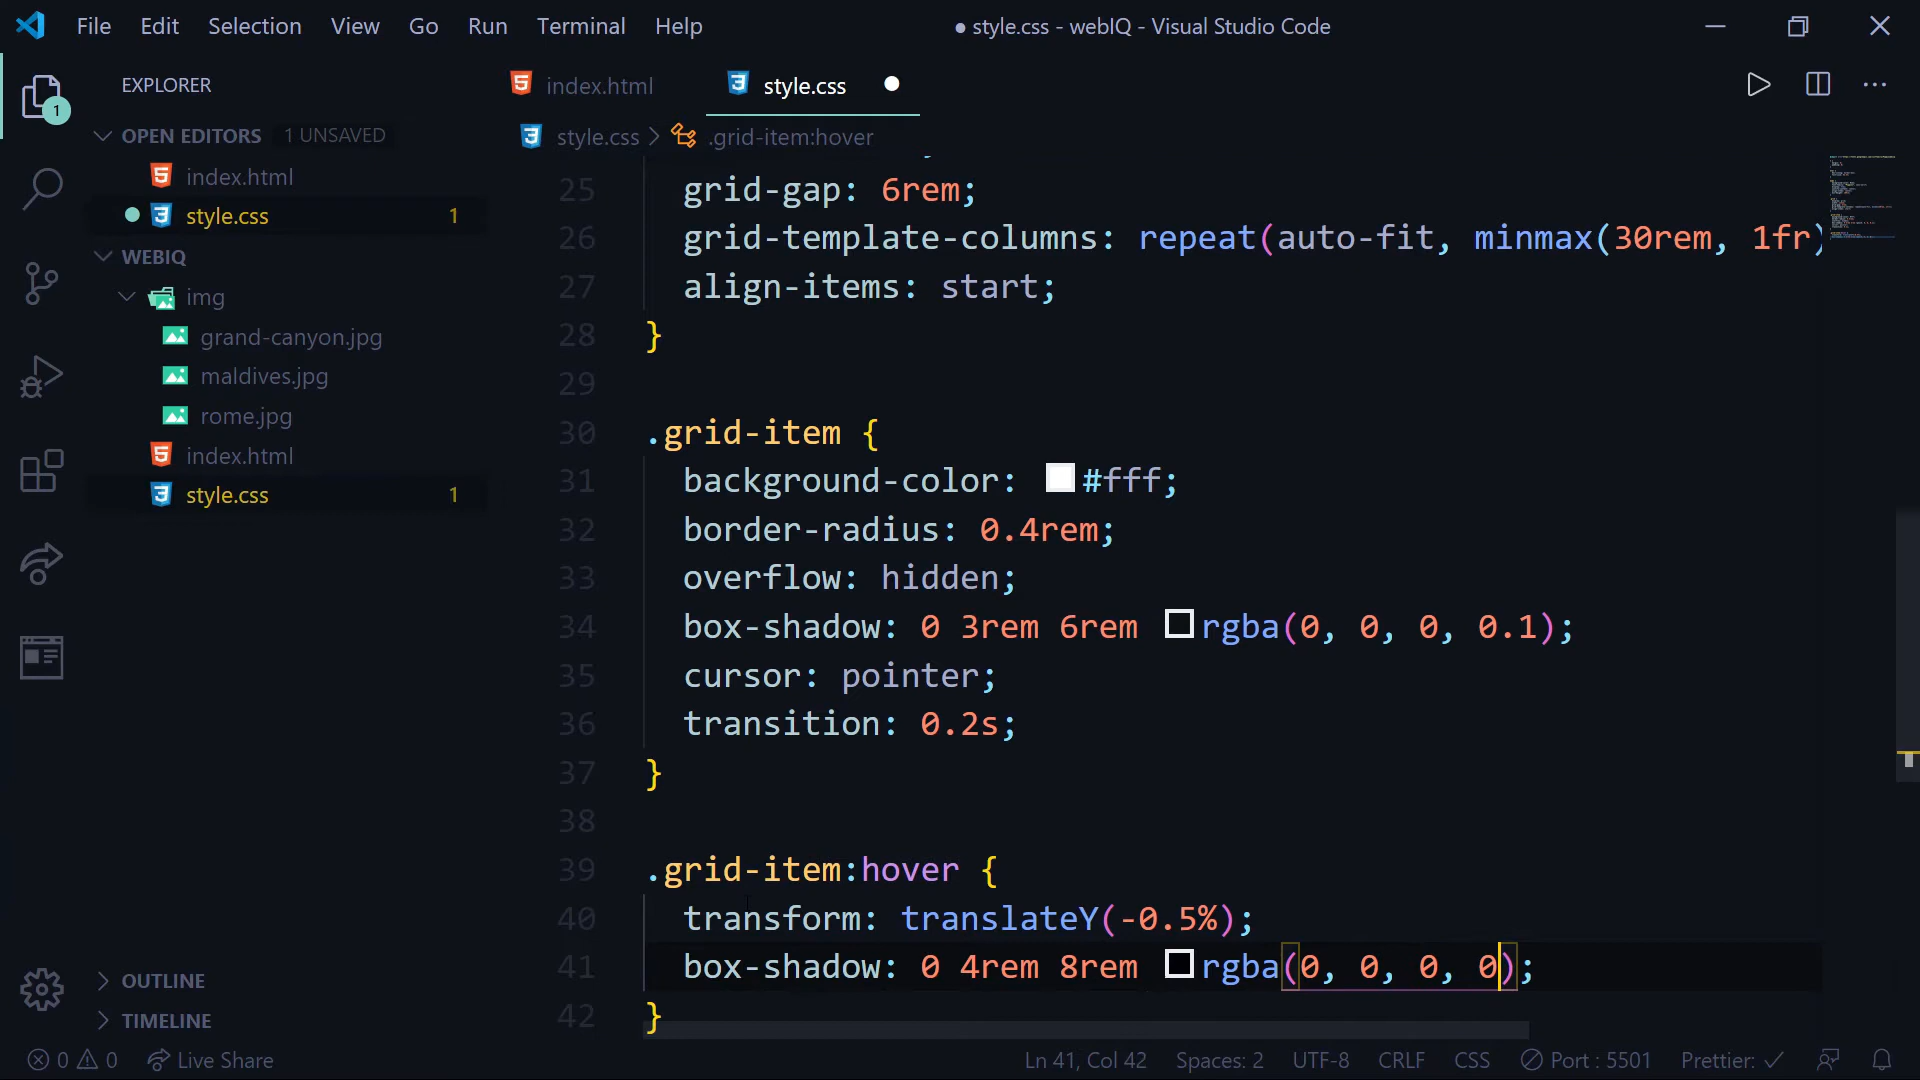 File Edit Selection View Go Run Terminal Help
● style.css - webIQ - Visual Studio Code
EXPLORER
1
OPEN EDITORS 1 UNSAVED
index.html
style.css 1
WEBIQ
img
grand-canyon.jpg
maldives.jpg
rome.jpg
index.html
style.css 1
OUTLINE
TIMELINE
index.html
style.css ●
style.css > .grid-item:hover
25 grid-gap: 6rem;
26 grid-template-columns: repeat(auto-fit, minmax(30rem, 1fr)
27 align-items: start;
28 }
29
30 .grid-item {
31 background-color: #fff;
32 border-radius: 0.4rem;
33 overflow: hidden;
34 box-shadow: 0 3rem 6rem rgba(0, 0, 0, 0.1);
35 cursor: pointer;
36 transition: 0.2s;
37 }
38
39 .grid-item:hover {
40 transform: translateY(-0.5%);
41 box-shadow: 0 4rem 8rem rgba(0, 0, 0, 0);
42 }
0 0 Live Share
Ln 41, Col 42 Spaces: 2 UTF-8 CRLF CSS Port : 5501 Prettier: ✓